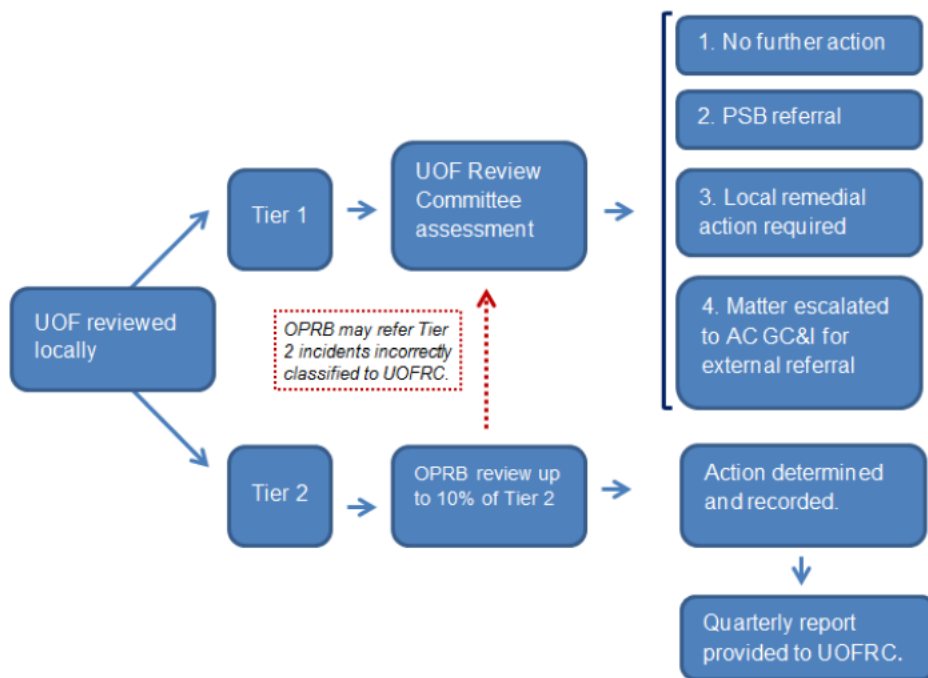 UOF reviewed
locally
Tier 1
UOF Review
Committee
assessment
1. No further action
2. PSB referral
3. Local remedial
action required
4. Matter escalated
to AC GC&I for
external referral
OPRB may refer Tier
2 incidents incorrectly
classified to UOFRC.
Tier 2
OPRB review up
to 10% of Tier 2
Action determined
and recorded.
Quarterly report
provided to UOFRC.